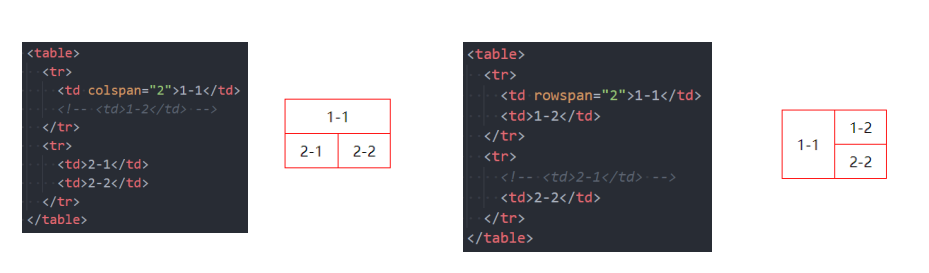 <table>
<tr>
<td colspan="2">1-1</td>
<!-- <td>1-2</td> -->
</tr>
<tr>
<td>2-1</td>
<td>2-2</td>
</tr>
</table>
1-1
2-1 2-2
<table>
<tr>
<td rowspan="2">1-1</td>
<td>1-2</td>
</tr>
<tr>
<!-- <td>2-1</td> -->
<td>2-2</td>
</tr>
</table>
1-2
1-1
2-2